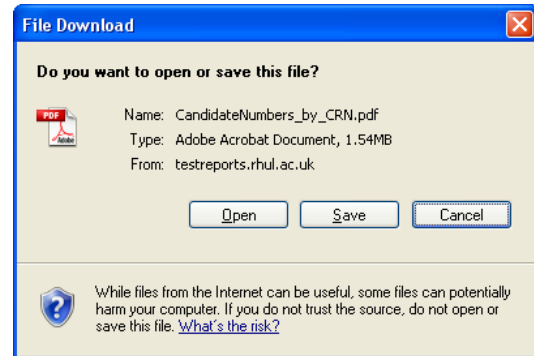 File Download
Do you want to open or save this file?
PDF
Adobe
Name: CandidateNumbers_by_CRN.pdf
Type: Adobe Acrobat Document, 1.54MB
From: testreports.rhul.ac.uk
Open Save Cancel
While files from the Internet can be useful, some files can potentially
harm your computer. If you do not trust the source, do not open or
save this file. What's the risk?